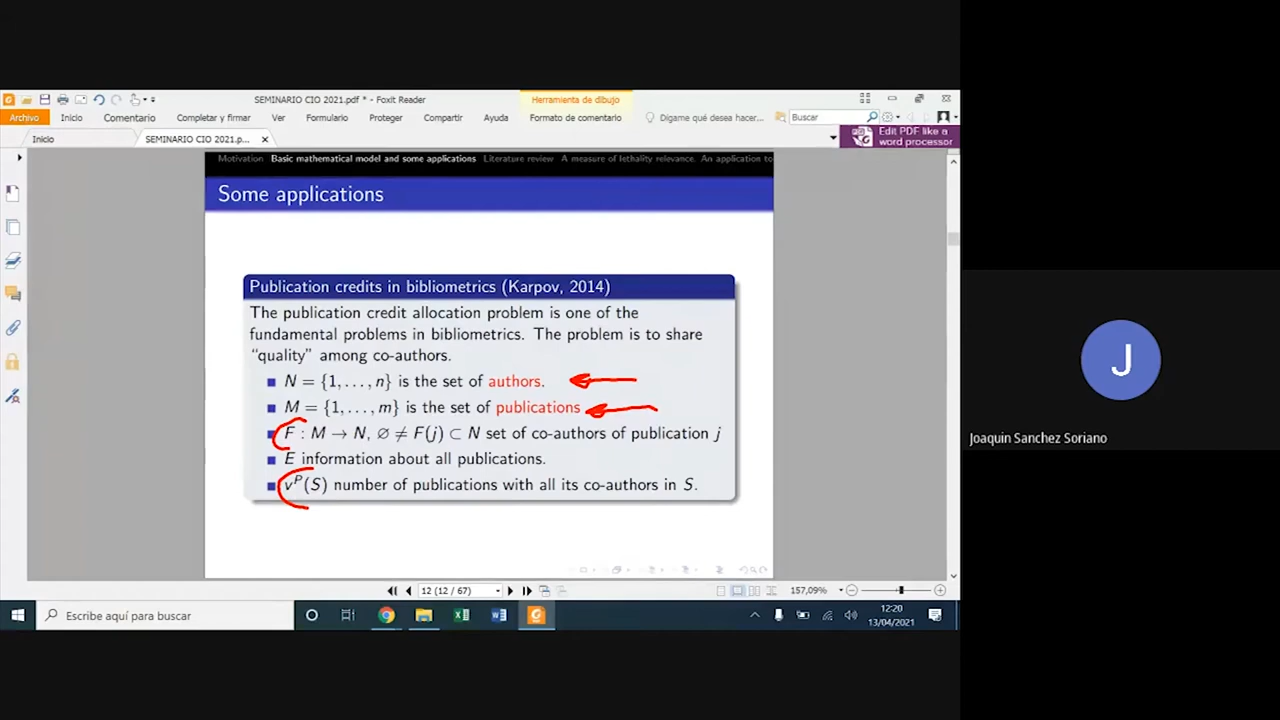 SEMINARIO CIO 2021.pdf * - Foxit Reader
Herramienta de dibujo
Archivo Inicio Comentario Completar y firmar Ver Formulario Proteger Compartir Ayuda Formato de comentario Dígame qué desea hacer... Buscar
Inicio SEMINARIO CIO 2021.p... ×
Edit PDF like a
word processor
Motivation Basic mathematical model and some applications Literature review A measure of lethality relevance. An application to
Some applications
Publication credits in bibliometrics (Karpov, 2014)
The publication credit allocation problem is one of the
fundamental problems in bibliometrics. The problem is to share
“quality” among co-authors.
N = {1, . . . , n} is the set of authors.
M = {1, . . . , m} is the set of publications
F : M → N, ∅ ≠ F(j) ⊂ N set of co-authors of publication j
E information about all publications.
v^P(S) number of publications with all its co-authors in S.
12 (12 / 67)
157,09%
Escribe aquí para buscar
12:20
13/04/2021
J
Joaquin Sanchez Soriano